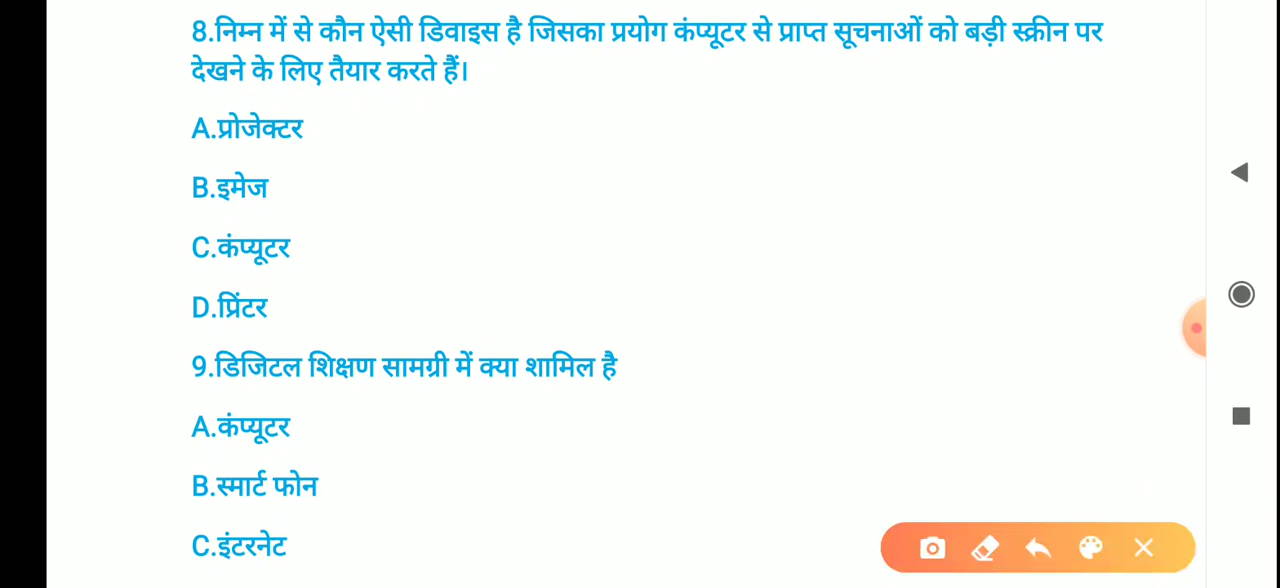 8.निम्न में से कौन ऐसी डिवाइस है जिसका प्रयोग कंप्यूटर से प्राप्त सूचनाओं को बड़ी स्क्रीन पर
देखने के लिए तैयार करते हैं।
A.प्रोजेक्टर
B.इमेज
C.कंप्यूटर
D.प्रिंटर
9.डिजिटल शिक्षण सामग्री में क्या शामिल है
A.कंप्यूटर
B.स्मार्ट फोन
C.इंटरनेट